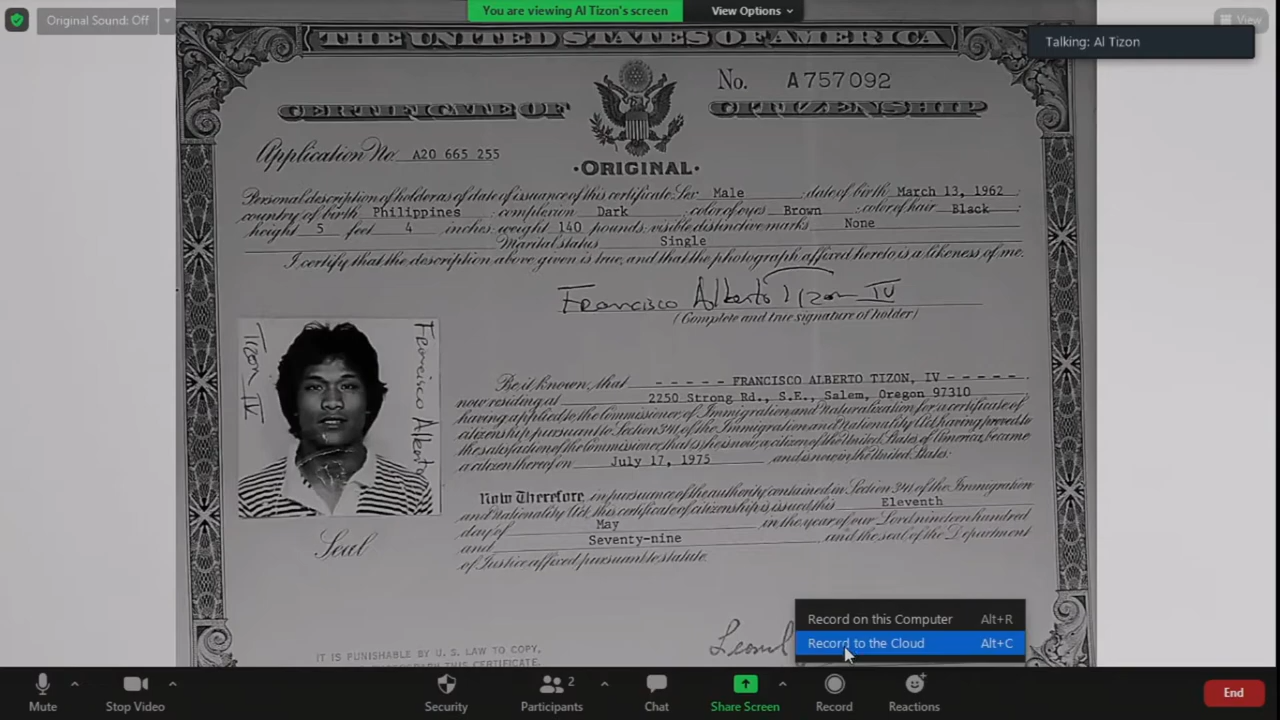 Original Sound: Off
You are viewing Al Tizon's screen
View Options
View
Talking: Al Tizon
THE UNITED STATES OF AMERICA
No. A757092
CERTIFICATE OF CITIZENSHIP
Application No. A20 665 255
·ORIGINAL·
Personal description of holder as of date of issuance of this certificate: Sex Male ; date of birth March 13, 1962
country of birth Philippines ; complexion Dark ; color of eyes Brown ; color of hair Black ;
height 5 feet 4 inches; weight 140 pounds; visible distinctive marks None
Marital status Single
I certify that the description above given is true, and that the photograph affixed hereto is a likeness of me.
Francisco Alberto Tizon IV
(Complete and true signature of holder)
Francisco Alberto
Tizon IV
Be it known, that - - - - - FRANCISCO ALBERTO TIZON, IV - - - - -
now residing at 2250 Strong Rd., S.E., Salem, Oregon 97310
having applied to the Commissioner of Immigration and Naturalization for a certificate of
citizenship pursuant to Section 341 of the Immigration and Nationality Act, having proved to
the satisfaction of the Commissioner, that (s)he is now a citizen of the United States of America, became
a citizen thereof on July 17, 1975 , and is now in the United States:
Now Therefore, in pursuance of the authority contained in Section 341 of the Immigration
and Nationality Act, this certificate of citizenship is issued this Eleventh
day of May in the year of our Lord nineteen hundred
and Seventy-nine , and the seal of the Department
of Justice affixed pursuant to statute.
Seal
IT IS PUNISHABLE BY U. S. LAW TO COPY,
THIS CERTIFICATE.
Record on this Computer Alt+R
Record to the Cloud Alt+C
Mute
Stop Video
Security
2
Participants
Chat
Share Screen
Record
Reactions
End